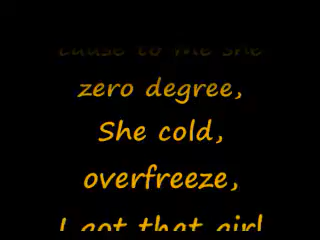 cause to me she
zero degree,
She cold,
overfreeze,
I got that girl